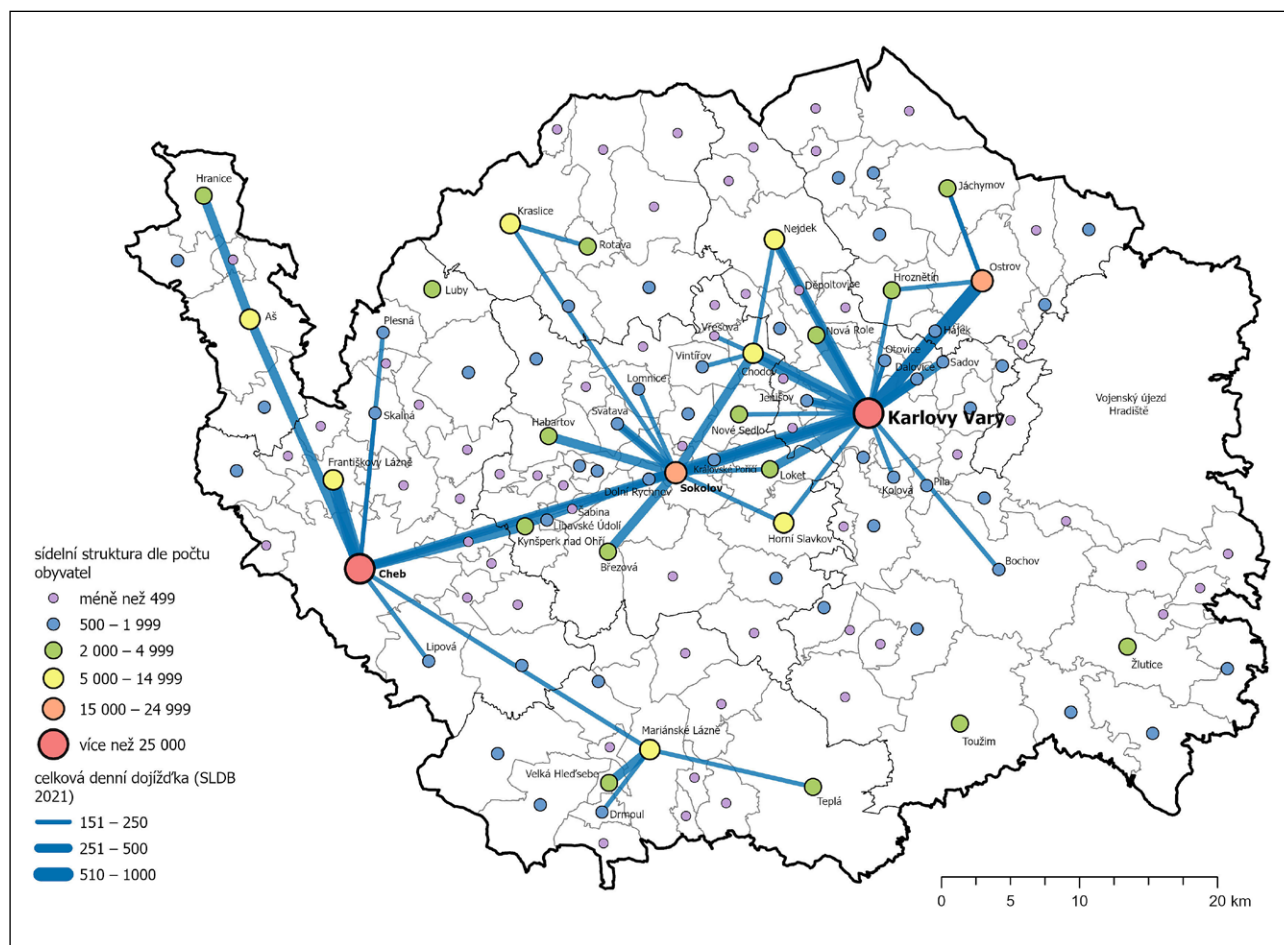 Hranice
Jáchymov
Kraslice
Nejdek
Rotava
Ostrov
Hroznětín
Děpoltovice
Luby
Aš
Plesná
Vřesová
Nová Role
Hájek
Vintířov
Chodov
Otovice
Dalovice
Sadov
Lomnice
Jenišov
Vojenský újezd
Hradiště
Skalná
Svatava
Habartov
Nové Sedlo
Karlovy Vary
Františkovy Lázně
Královské Poříčí
Loket
Sokolov
Dolní Rychnov
Kolová
Pila
Šabina
Libavské Údolí
Kynšperk nad Ohří
Horní Slavkov
Březová
Bochov
Cheb
Lipová
Žlutice
Mariánské Lázně
Toužim
Velká Hleďsebe
Teplá
Drmoul
sídelní struktura dle počtu
obyvatel
méně než 499
500 – 1 999
2 000 – 4 999
5 000 – 14 999
15 000 – 24 999
více než 25 000
celková denní dojížďka (SLDB
2021)
151 – 250
251 – 500
510 – 1000
0 5 10 20 km